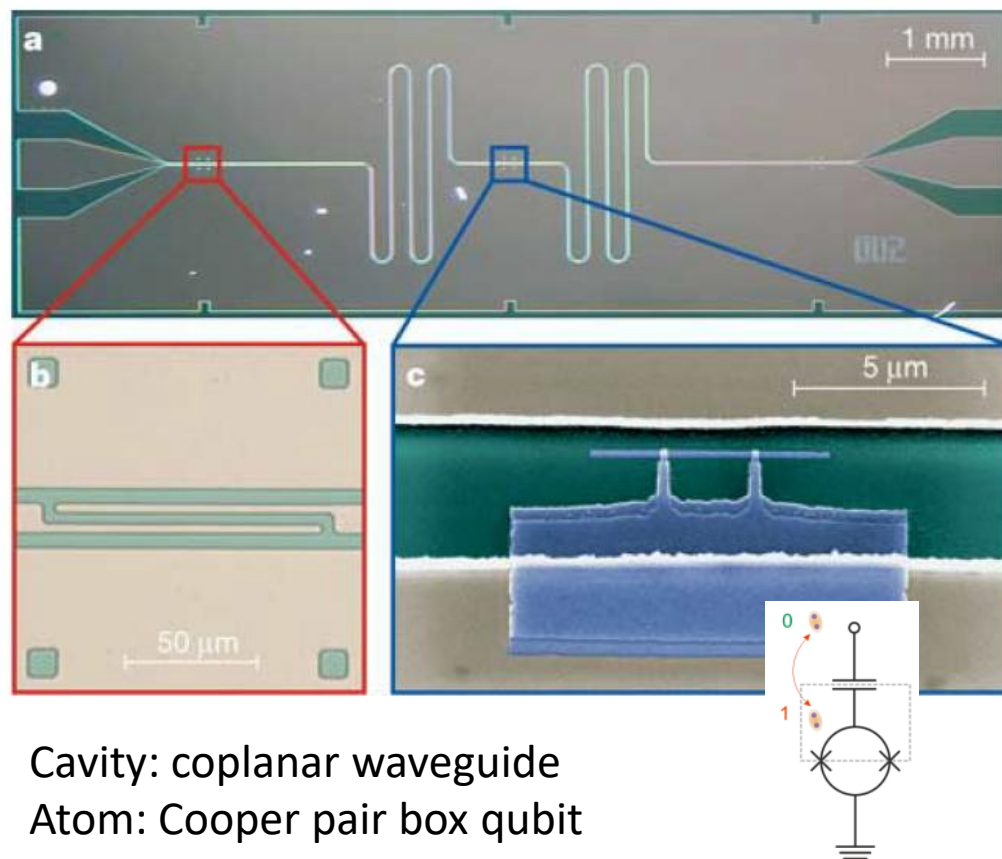 a
1 mm
002
b
50 μm
c
5 μm
0
1
Cavity: coplanar waveguide
Atom: Cooper pair box qubit